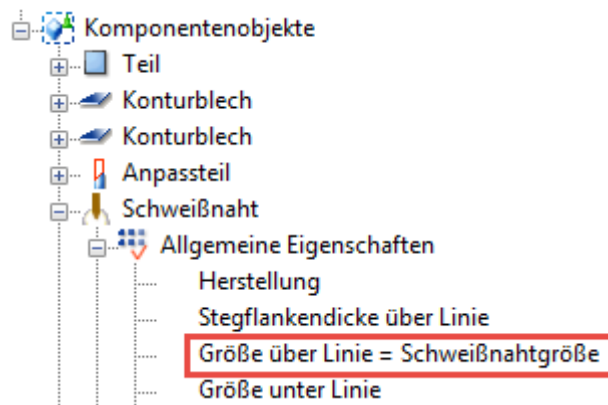 Komponentenobjekte
Teil
Konturblech
Konturblech
Anpassteil
Schweißnaht
Allgemeine Eigenschaften
Herstellung
Stegflankendicke über Linie
Größe über Linie = Schweißnahtgröße
Größe unter Linie